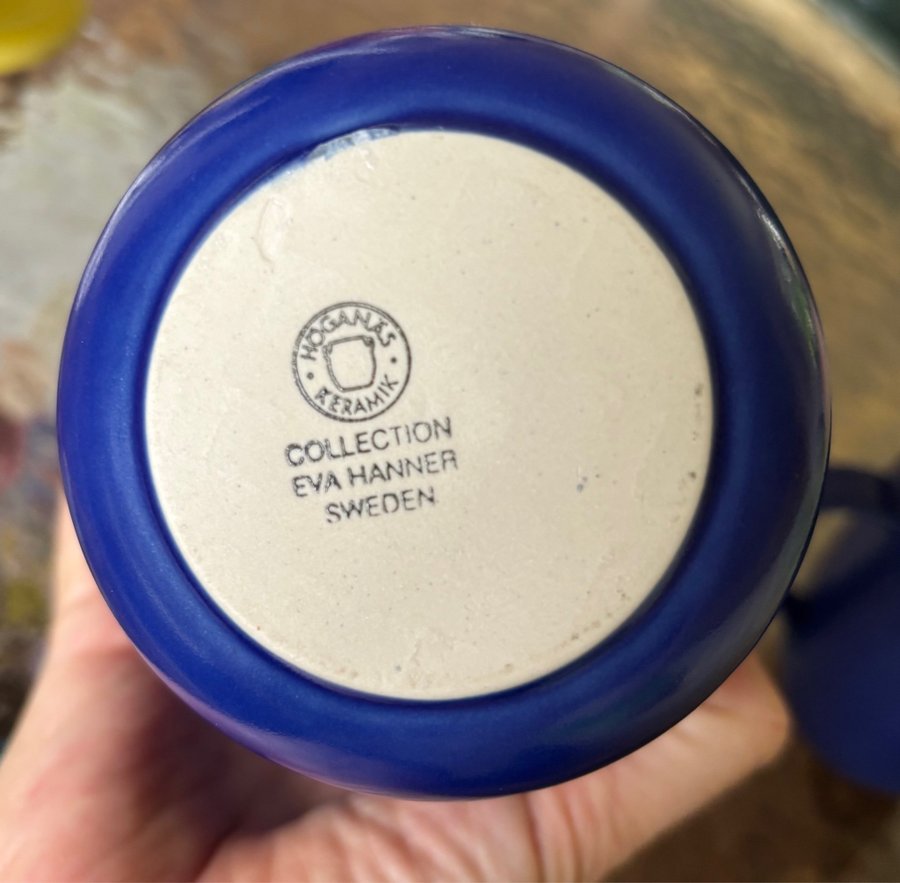 HÖGANÄS
KERAMIK
COLLECTION
EVA HANNER
SWEDEN